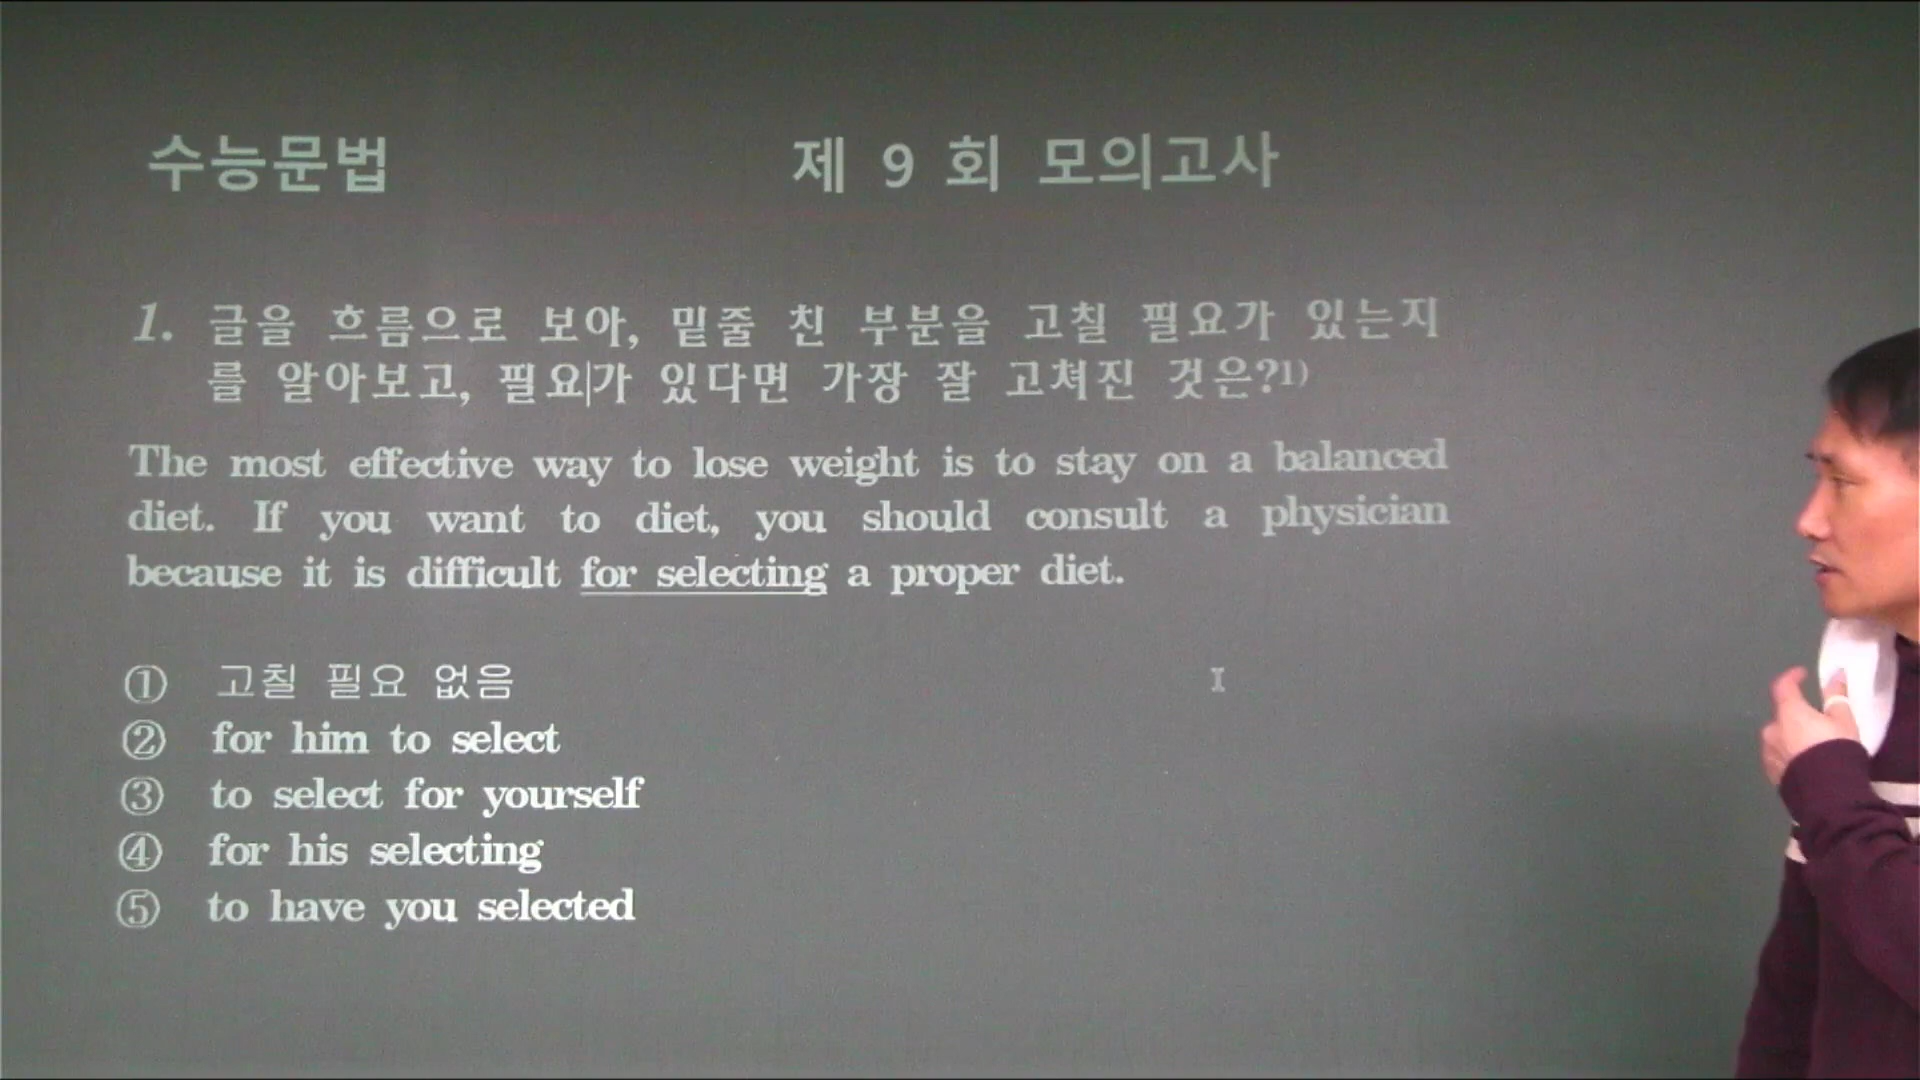 수능문법 제 9 회 모의고사
1. 글을 흐름으로 보아, 밑줄 친 부분을 고칠 필요가 있는지
를 알아보고, 필요가 있다면 가장 잘 고쳐진 것은?1)
The most effective way to lose weight is to stay on a balanced
diet. If you want to diet, you should consult a physician
because it is difficult for selecting a proper diet.
① 고칠 필요 없음
② for him to select
③ to select for yourself
④ for his selecting
⑤ to have you selected